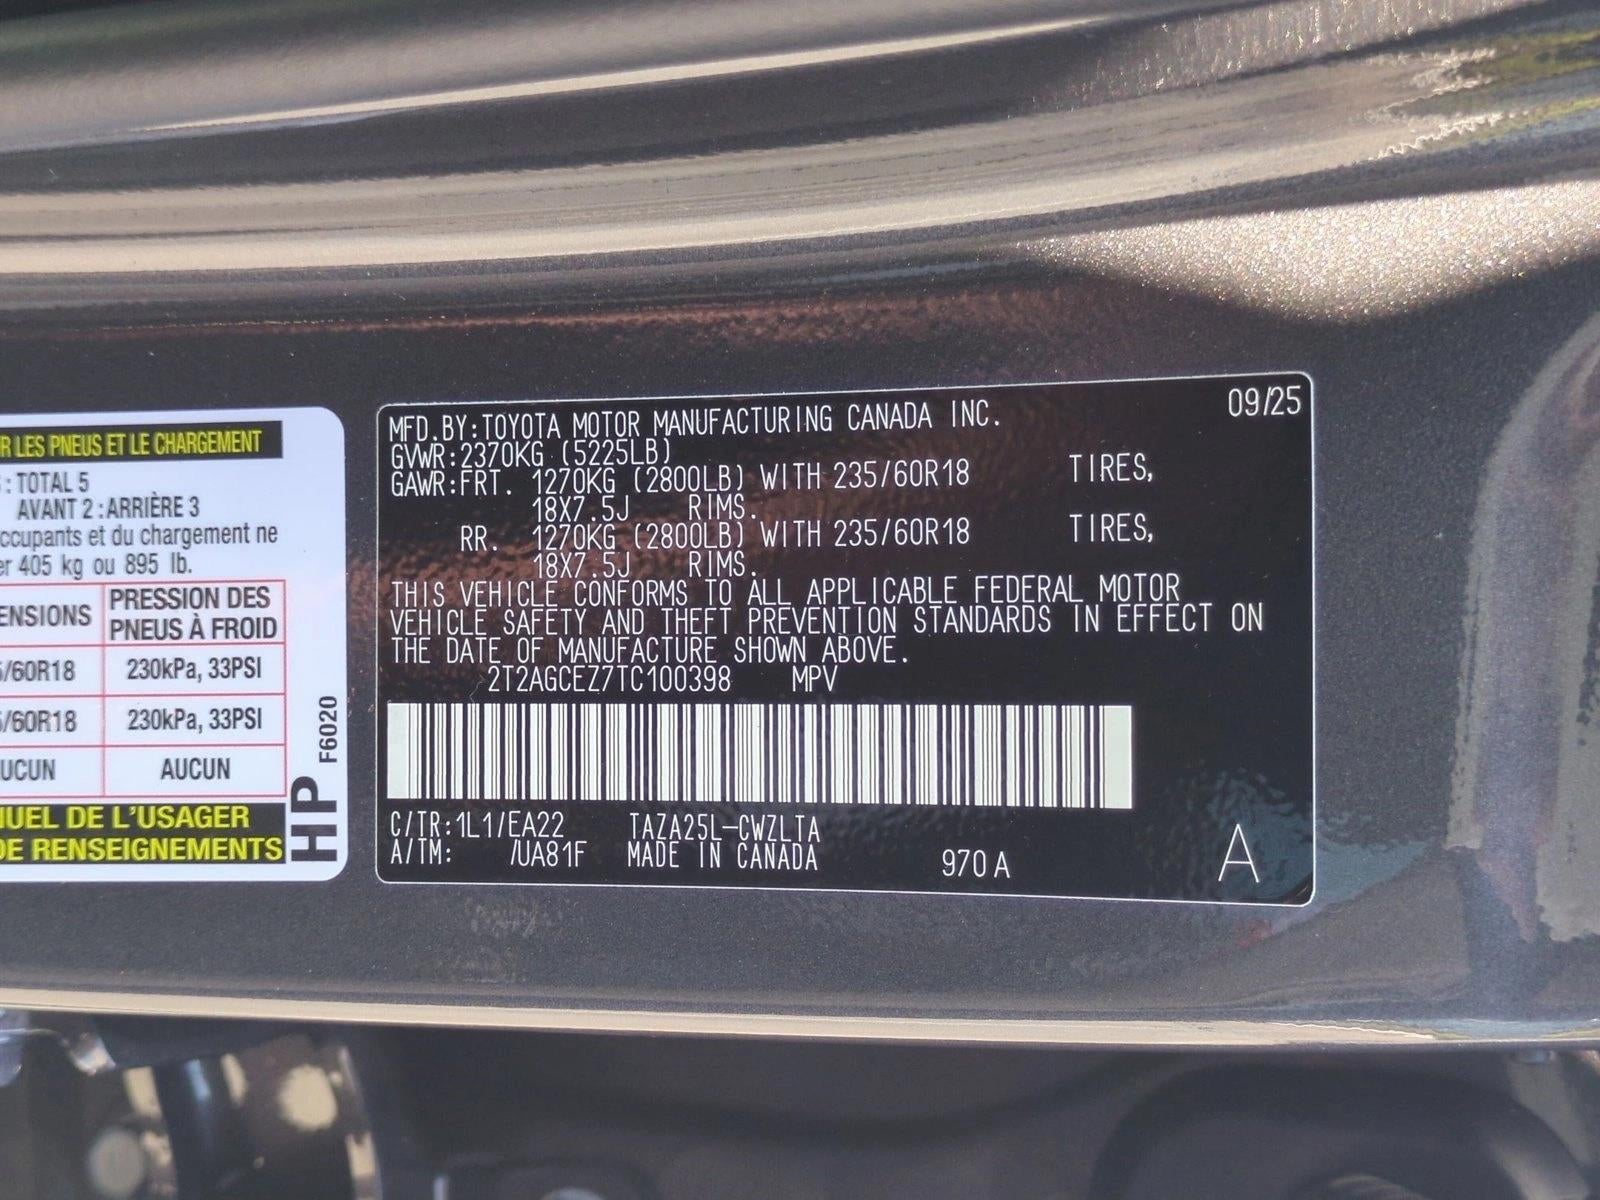 R LES PNEUS ET LE CHARGEMENT
: TOTAL 5
AVANT 2 : ARRIÈRE 3
ccupants et du chargement ne
er 405 kg ou 895 lb.
ENSIONS PRESSION DES PNEUS À FROID
/60R18 230kPa, 33PSI
/60R18 230kPa, 33PSI
UCUN AUCUN
NUEL DE L'USAGER
DE RENSEIGNEMENTS
HP F6020
MFD.BY:TOYOTA MOTOR MANUFACTURING CANADA INC. 09/25
GVWR:2370KG (5225LB)
GAWR:FRT. 1270KG (2800LB) WITH 235/60R18 TIRES,
18X7.5J RIMS.
RR. 1270KG (2800LB) WITH 235/60R18 TIRES,
18X7.5J RIMS.
THIS VEHICLE CONFORMS TO ALL APPLICABLE FEDERAL MOTOR
VEHICLE SAFETY AND THEFT PREVENTION STANDARDS IN EFFECT ON
THE DATE OF MANUFACTURE SHOWN ABOVE.
2T2AGCEZ7TC100398 MPV
C/TR:1L1/EA22 TAZA25L-CWZLTA
A/TM: /UA81F MADE IN CANADA 970A A